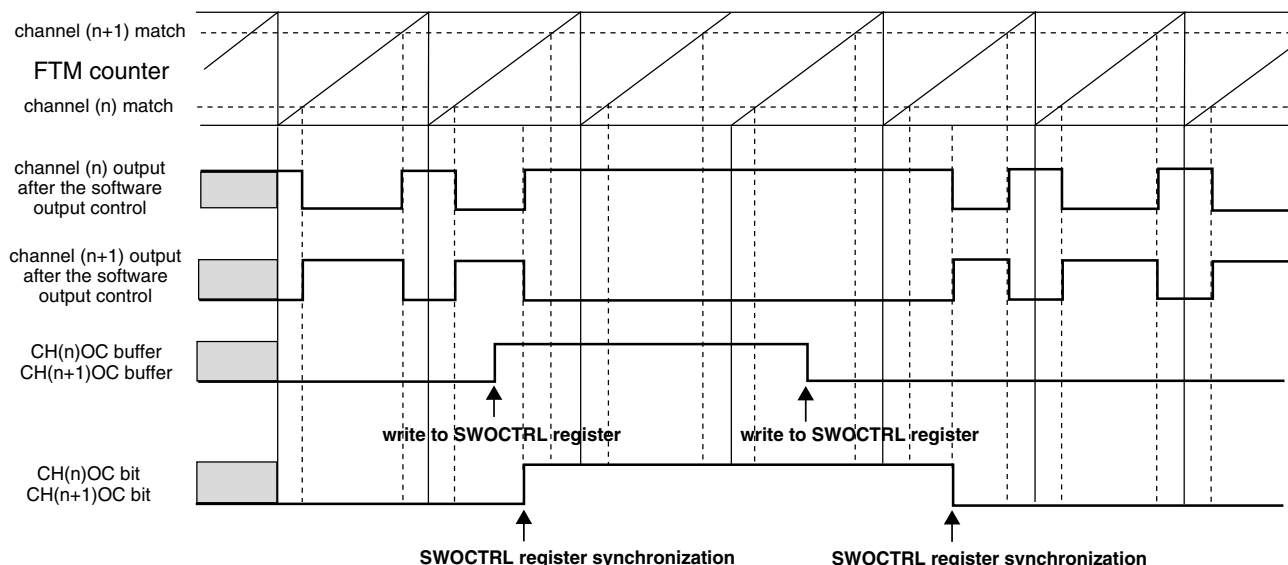 channel (n+1) match
FTM counter
channel (n) match
channel (n) output
after the software
output control
channel (n+1) output
after the software
output control
CH(n)OC buffer
CH(n+1)OC buffer
write to SWOCTRL register
write to SWOCTRL register
CH(n)OC bit
CH(n+1)OC bit
SWOCTRL register synchronization
SWOCTRL register synchronization